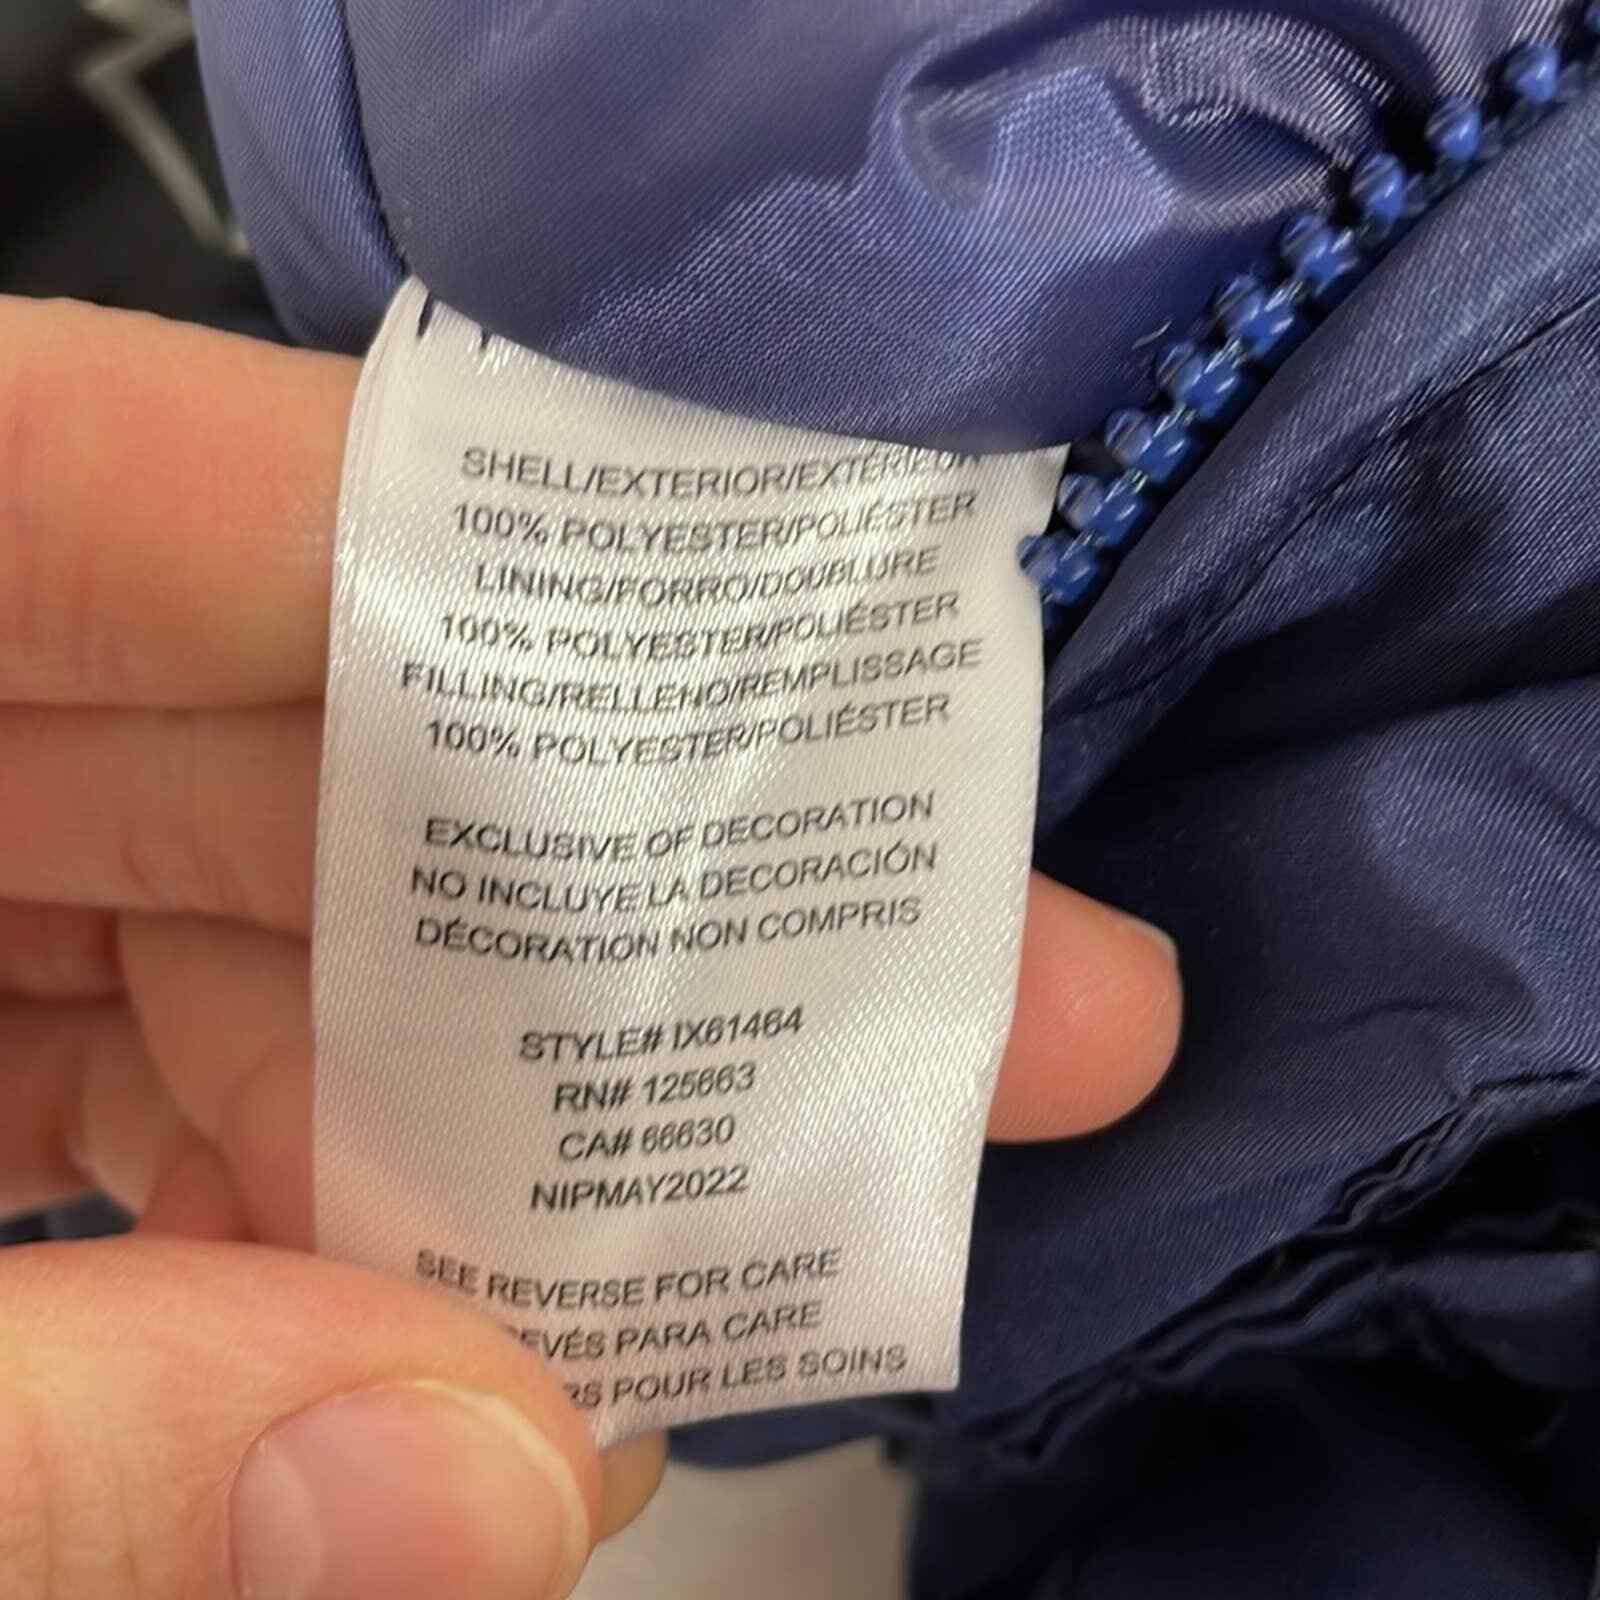 SHELL/EXTERIOR/EXTÉRIEUR
100% POLYESTER/POLIÉSTER
LINING/FORRO/DOUBLURE
100% POLYESTER/POLIÉSTER
FILLING/RELLENO/REMPLISSAGE
100% POLYESTER/POLIÉSTER
EXCLUSIVE OF DECORATION
NO INCLUYE LA DECORACIÓN
DÉCORATION NON COMPRIS
STYLE# IX61464
RN# 125663
CA# 66630
NIPMAY2022
SEE REVERSE FOR CARE
PARA CARE
POUR LES SOINS